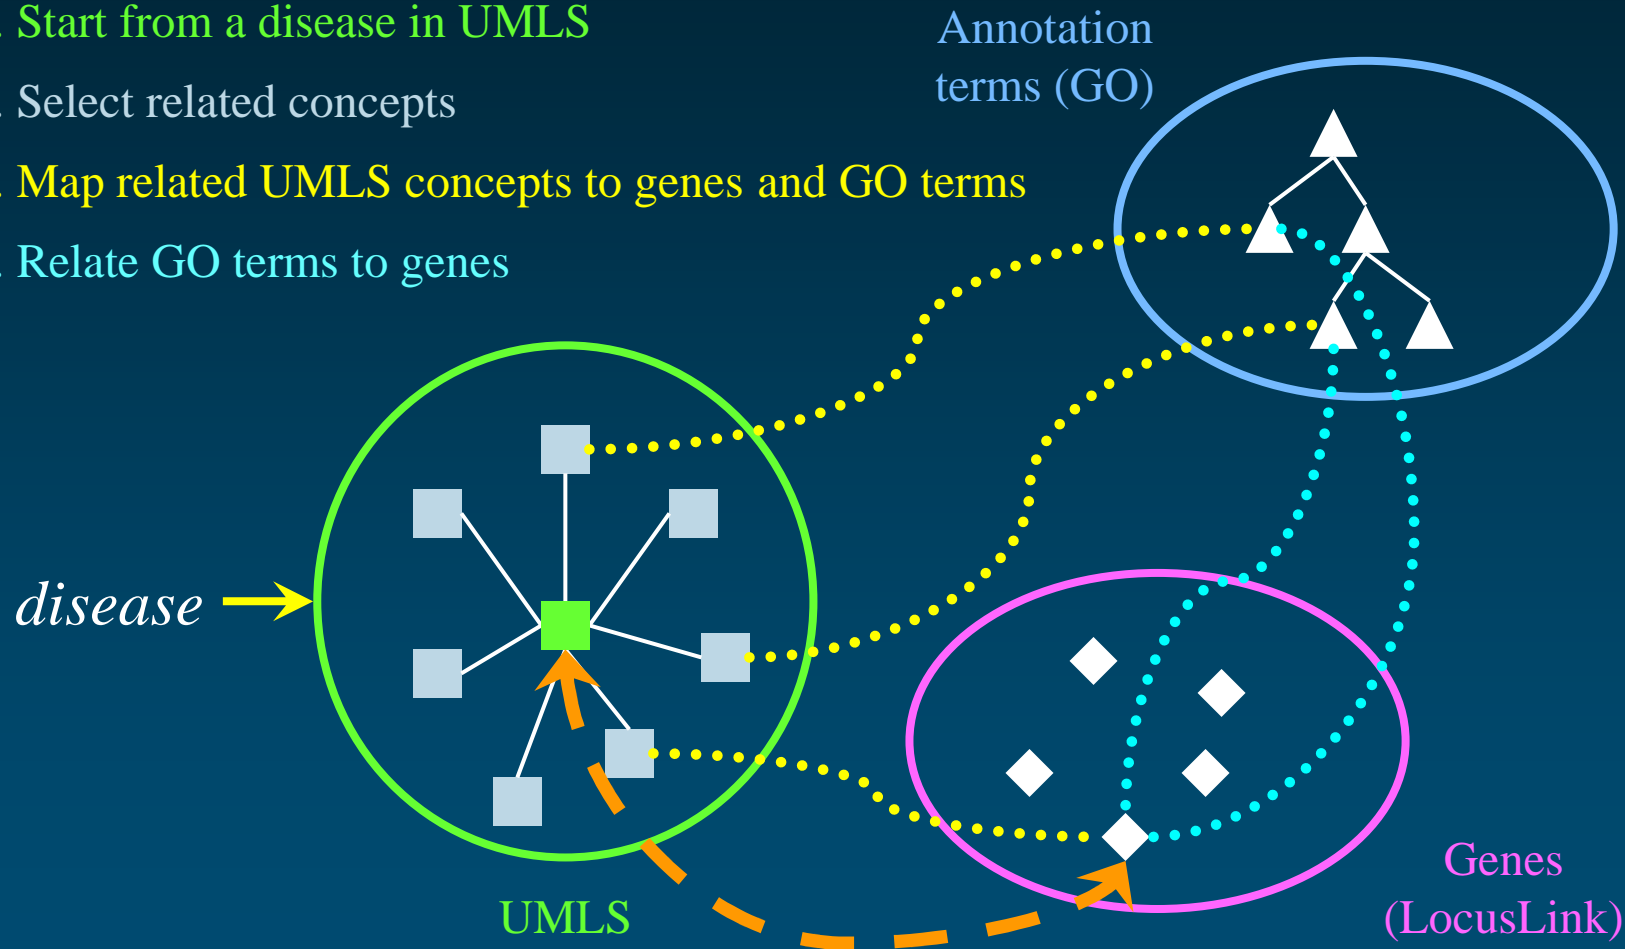 . Start from a disease in UMLS
. Select related concepts
. Map related UMLS concepts to genes and GO terms
. Relate GO terms to genes
Annotation
terms (GO)
disease
UMLS
Genes
(LocusLink)